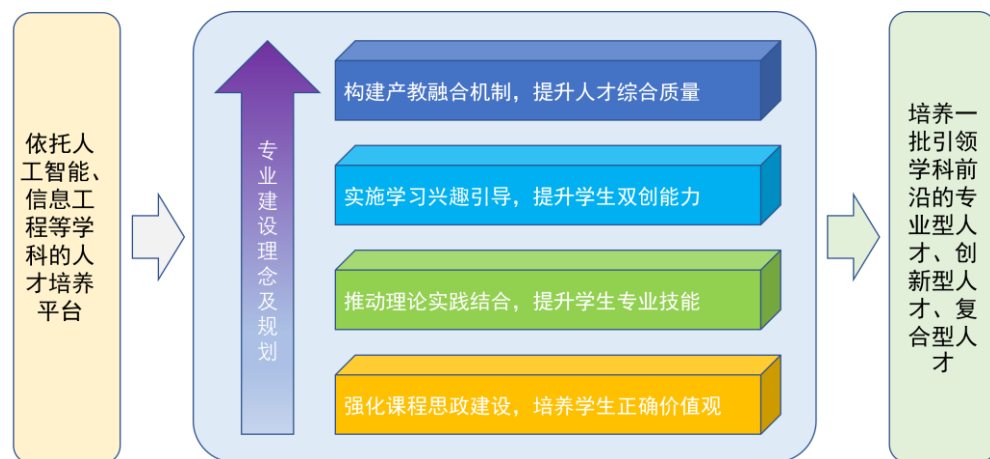 依托人
工智能、
信息工
程等学
科的人
才培养
平台
专业建设理念及规划
构建产教融合机制，提升人才综合质量
实施学习兴趣引导，提升学生双创能力
推动理论实践结合，提升学生专业技能
强化课程思政建设，培养学生正确价值观
培养一
批引领
学科前
沿的专
业型人
才、创
新型人
才、复
合型人
才